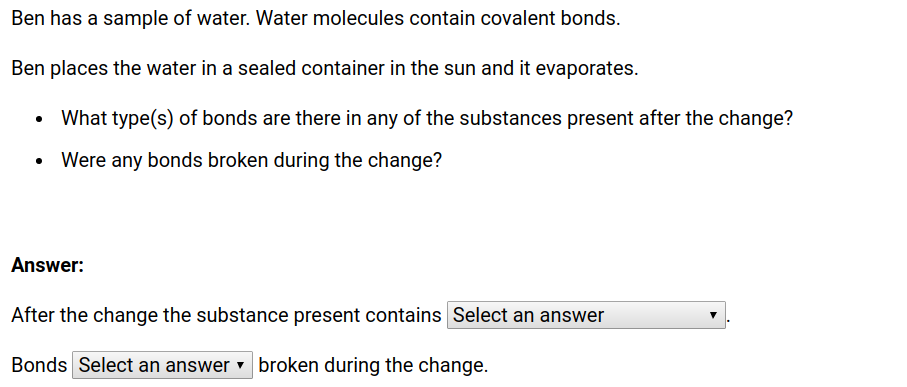 Ben has a sample of water. Water molecules contain covalent bonds.
Ben places the water in a sealed container in the sun and it evaporates.
• What type(s) of bonds are there in any of the substances present after the change?
• Were any bonds broken during the change?
Answer:
After the change the substance present contains Select an answer ▼.
Bonds Select an answer ▼ broken during the change.